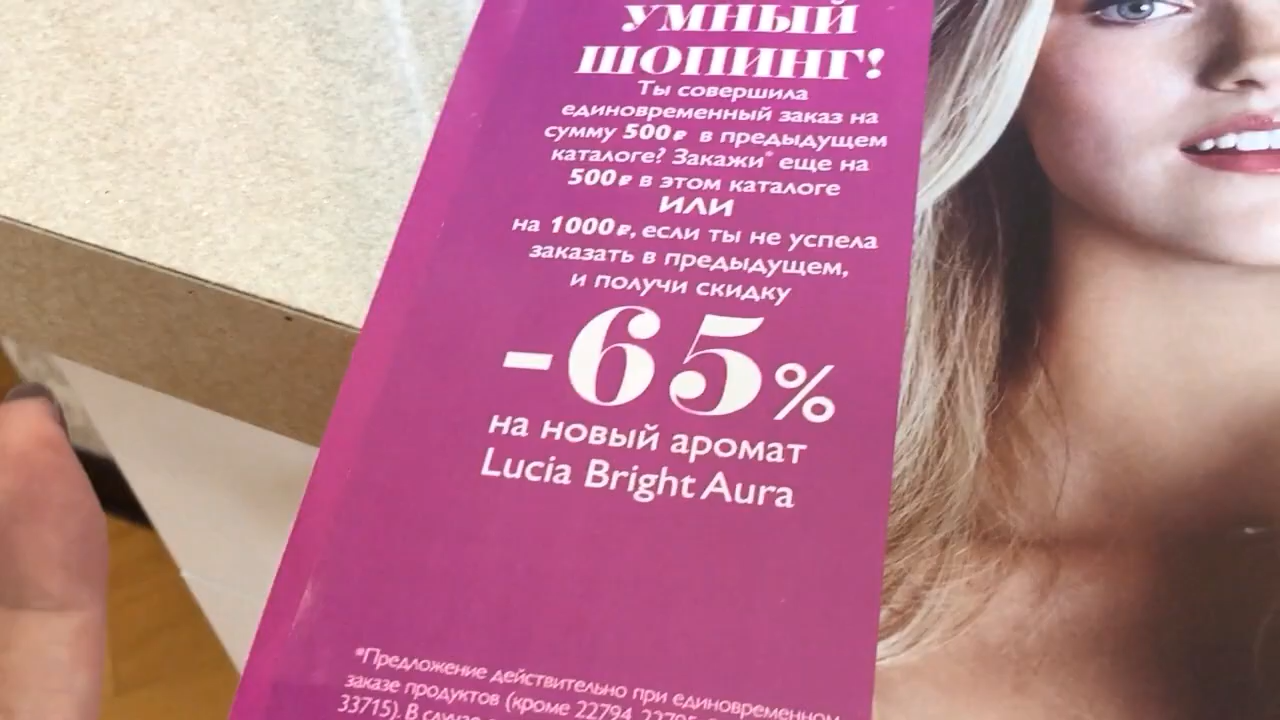 УМНЫЙ
ШОПИНГ!
Ты совершила
единовременный заказ на
сумму 500₽ в предыдущем
каталоге? Закажи* еще на
500₽ в этом каталоге
ИЛИ
на 1000₽, если ты не успела
заказать в предыдущем,
и получи скидку
-65%
на новый аромат
Lucia Bright Aura
*Предложение действительно при единовременном
заказе продуктов (кроме 22794, 22795,
33715). В случае